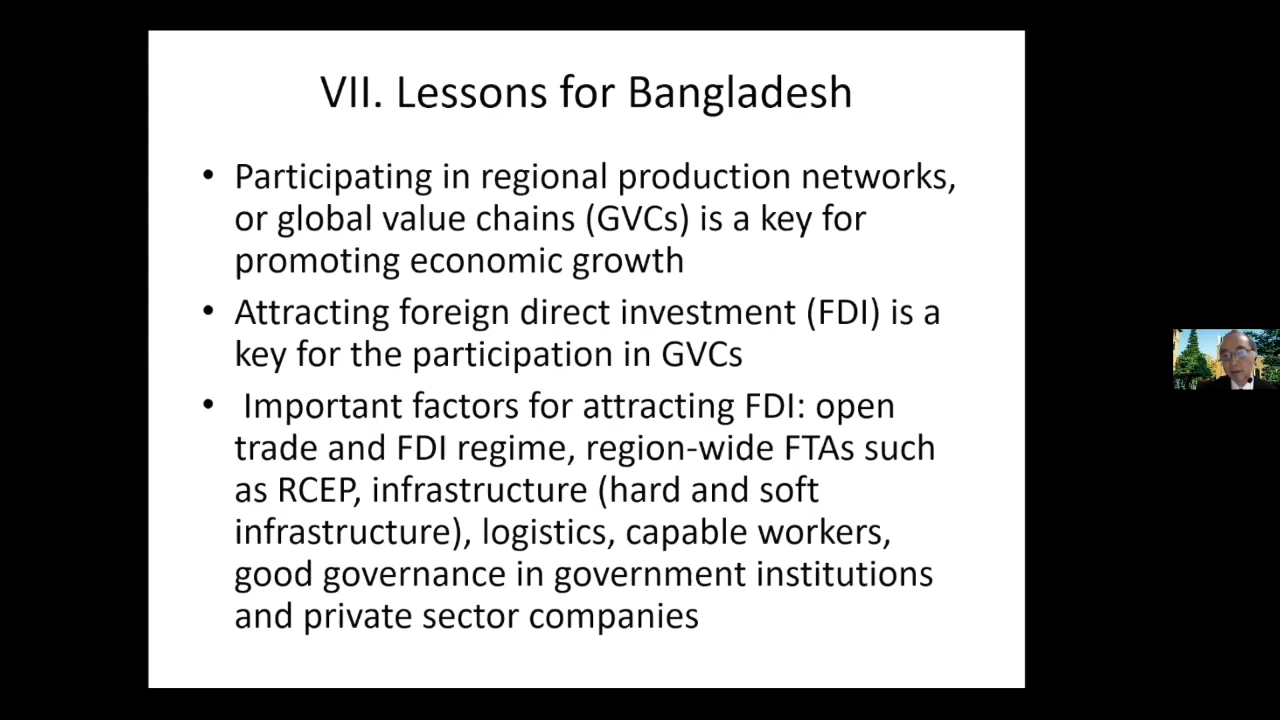 VII. Lessons for Bangladesh
• Participating in regional production networks,
or global value chains (GVCs) is a key for
promoting economic growth
• Attracting foreign direct investment (FDI) is a
key for the participation in GVCs
• Important factors for attracting FDI: open
trade and FDI regime, region-wide FTAs such
as RCEP, infrastructure (hard and soft
infrastructure), logistics, capable workers,
good governance in government institutions
and private sector companies